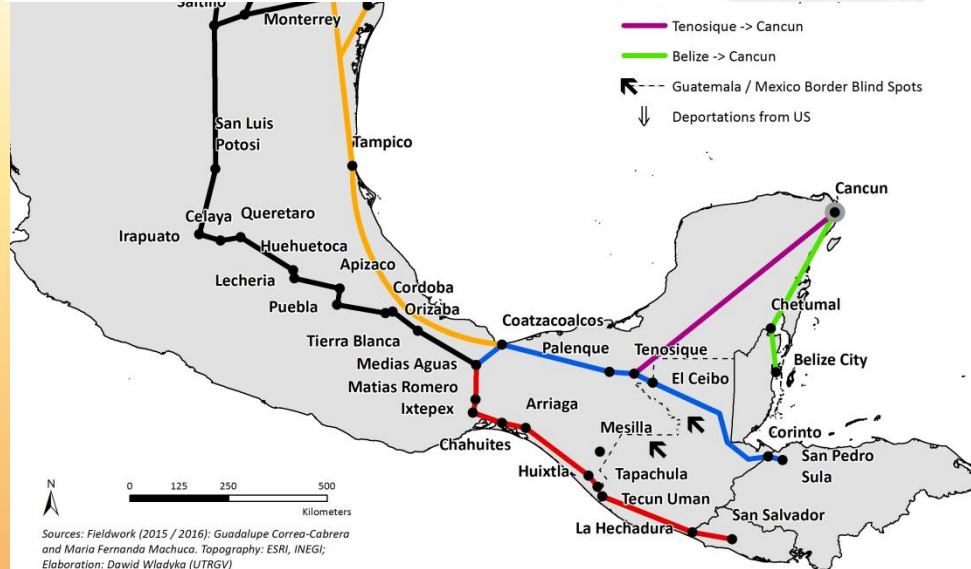 Saltillo
Monterrey
Tenosique -> Cancun
Belize -> Cancun
Guatemala / Mexico Border Blind Spots
Deportations from US
San Luis
Potosi
Tampico
Cancun
Celaya
Queretaro
Irapuato
Huehuetoca
Lecheria
Apizaco
Puebla
Cordoba
Orizaba
Chetumal
Coatzacoalcos
Tierra Blanca
Palenque
Tenosique
Medias Aguas
El Ceibo
Belize City
Matias Romero
Ixtepex
Arriaga
Mesilla
Corinto
Chahuites
San Pedro
Sula
Huixtla
Tapachula
Tecun Uman
San Salvador
La Hechadura
N
0 125 250 500
Kilometers
Sources: Fieldwork (2015 / 2016): Guadalupe Correa-Cabrera
and Maria Fernanda Machuca. Topography: ESRI, INEGI;
Elaboration: Dawid Wladyka (UTRGV)